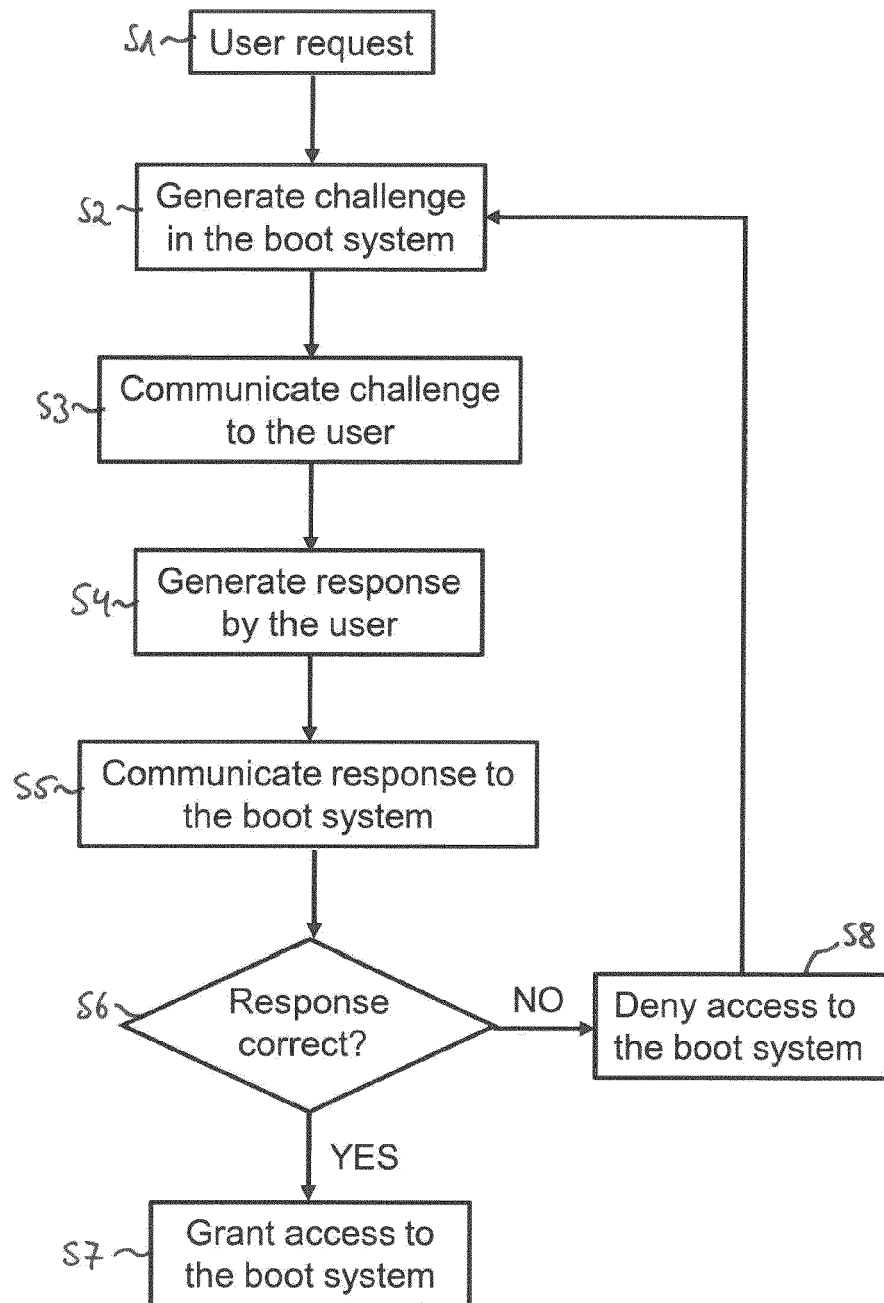 S1
User request
S2
Generate challenge
in the boot system
S3
Communicate challenge
to the user
S4
Generate response
by the user
S5
Communicate response to
the boot system
S6
Response
correct?
NO
S8
Deny access to
the boot system
YES
S7
Grant access to
the boot system